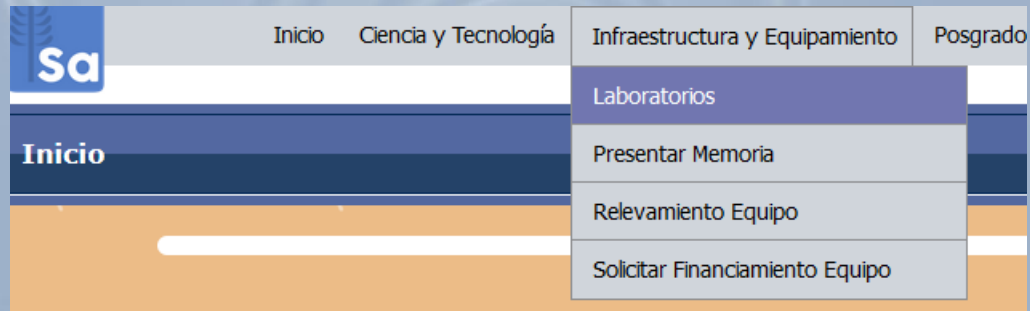 Sa
Inicio Ciencia y Tecnología Infraestructura y Equipamiento Posgrado
Laboratorios
Inicio
Presentar Memoria
Relevamiento Equipo
Solicitar Financiamiento Equipo